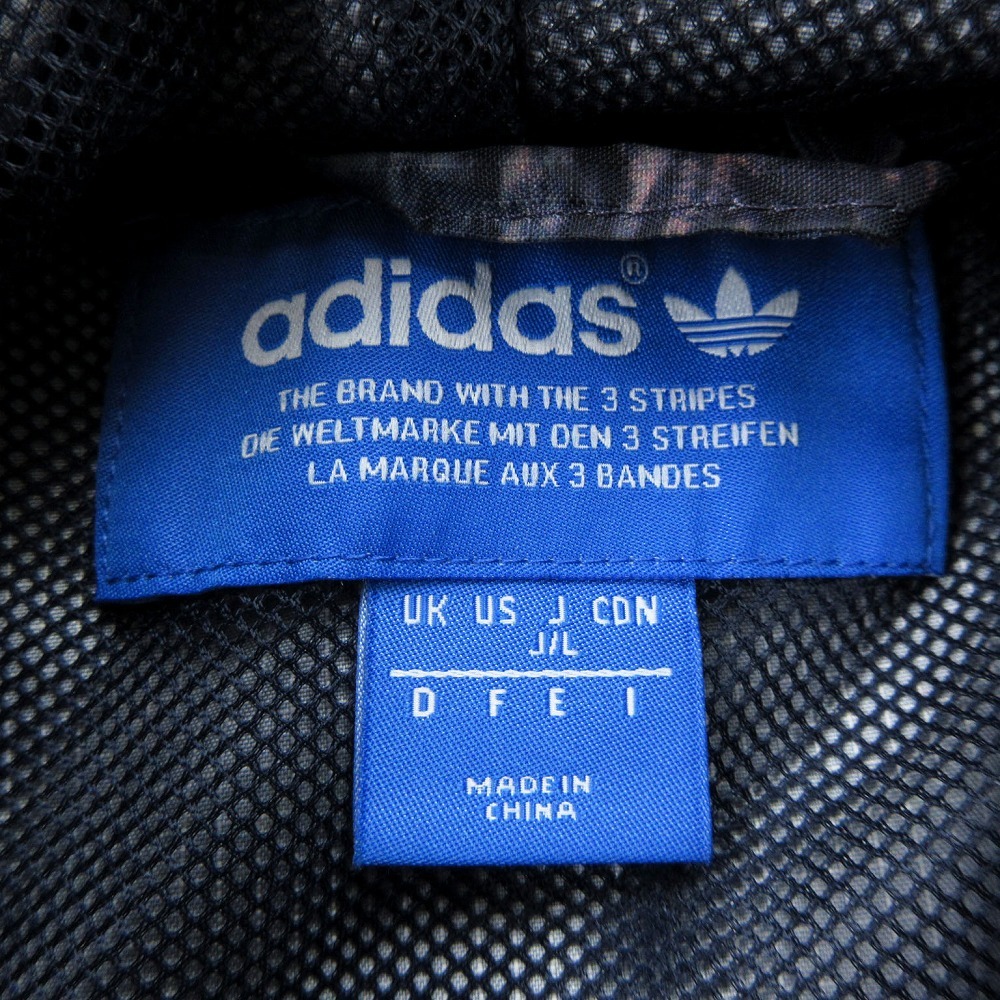 adidas®
THE BRAND WITH THE 3 STRIPES
DIE WELTMARKE MIT DEN 3 STREIFEN
LA MARQUE AUX 3 BANDES
UK US J CDN
J/L
D F E I
MADE IN
CHINA